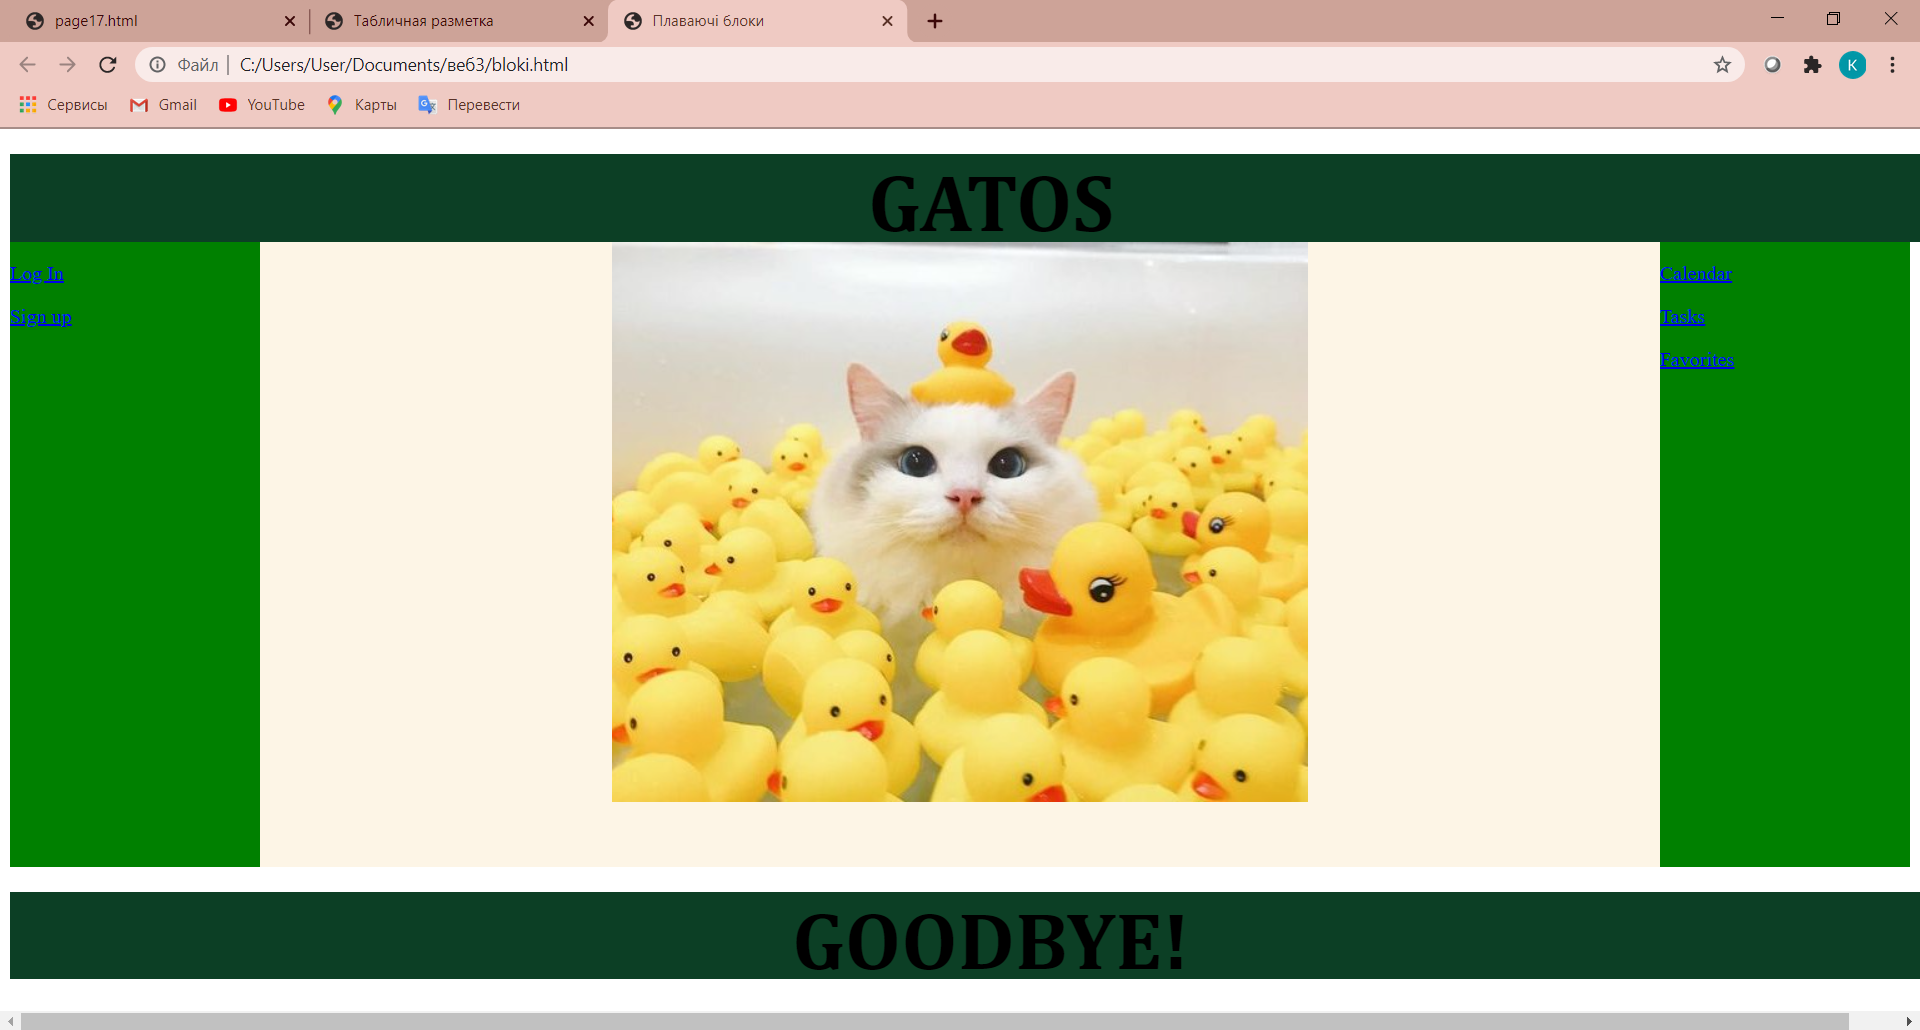 page17.html
Табличная разметка
Плаваючі блоки
Файл | C:/Users/User/Documents/веб3/bloki.html
K
Сервисы
Gmail
YouTube
Карты
Перевести
GATOS
Log In
Sign up
Calendar
Tasks
Favorites
GOODBYE!